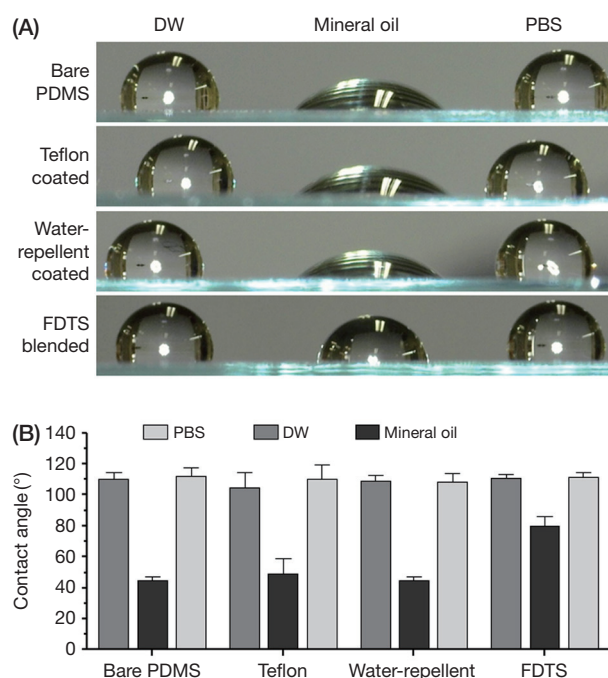 (A)
DW Mineral oil PBS
Bare
PDMS
Teflon
coated
Water-
repellent
coated
FDTS
blended
(B)
PBS DW Mineral oil
Contact angle (°)
140
120
100
80
60
40
20
0
Bare PDMS Teflon Water-repellent FDTS